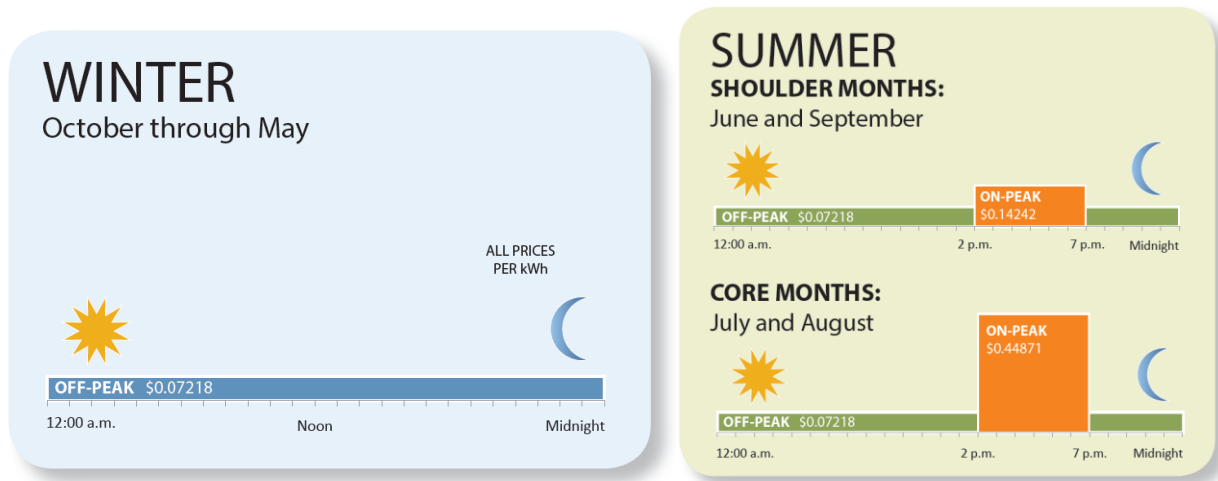 WINTER
October through May
ALL PRICES
PER kWh
OFF-PEAK $0.07218
12:00 a.m. Noon Midnight
SUMMER
SHOULDER MONTHS:
June and September
ON-PEAK
$0.14242
OFF-PEAK $0.07218
12:00 a.m. 2 p.m. 7 p.m. Midnight
CORE MONTHS:
July and August
ON-PEAK
$0.44871
OFF-PEAK $0.07218
12:00 a.m. 2 p.m. 7 p.m. Midnight